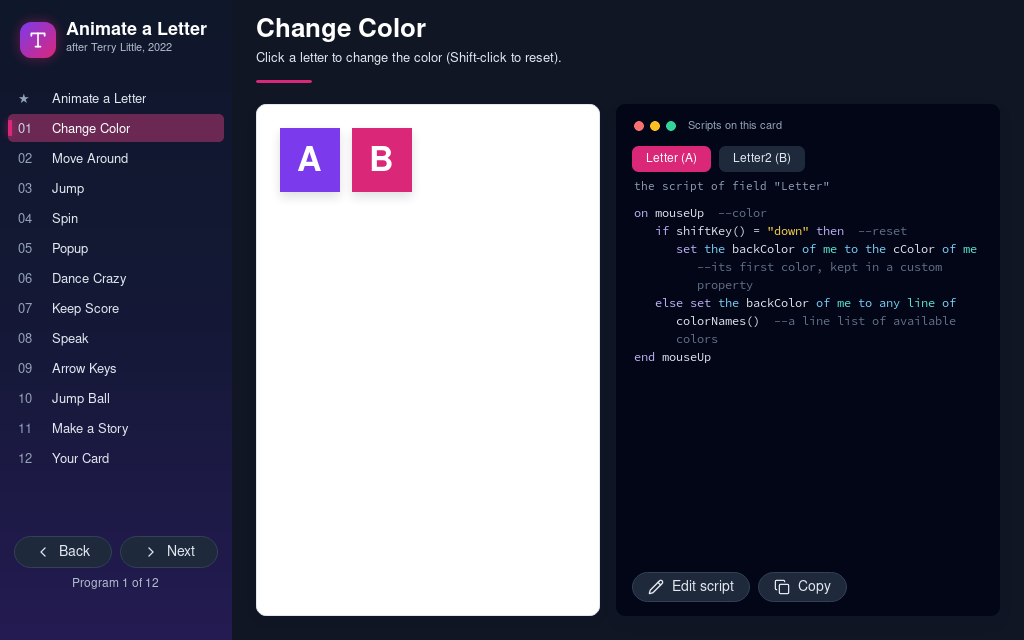 Animate a Letter
after Terry Little, 2022
★ Animate a Letter
01 Change Color
02 Move Around
03 Jump
04 Spin
05 Popup
06 Dance Crazy
07 Keep Score
08 Speak
09 Arrow Keys
10 Jump Ball
11 Make a Story
12 Your Card
Back
Next
Program 1 of 12
Change Color
Click a letter to change the color (Shift-click to reset).
A B
Scripts on this card
Letter (A)
Letter2 (B)
the script of field "Letter"
on mouseUp  --color
   if shiftKey() = "down" then  --reset
      set the backColor of me to the cColor of me
         --its first color, kept in a custom
         property
   else set the backColor of me to any line of
      colorNames()  --a line list of available
      colors
end mouseUp
Edit script
Copy